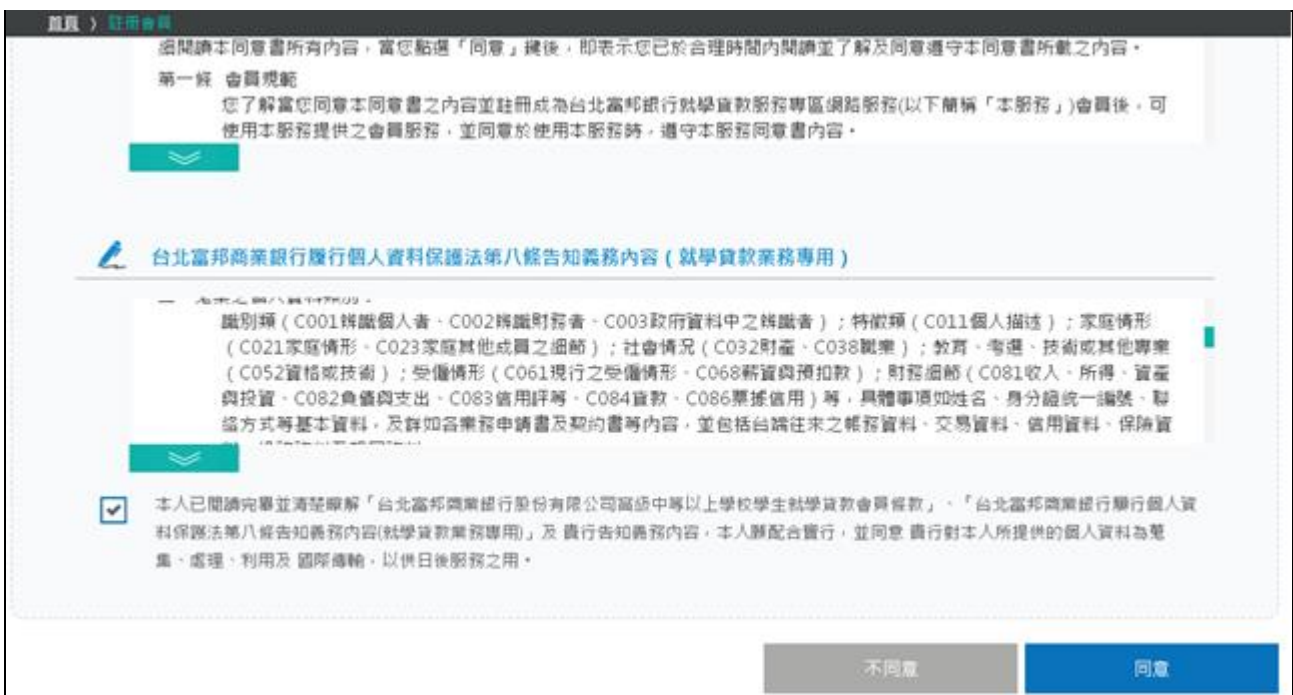 首頁 〉 註冊會員
細閱讀本同意書所有內容，當您點選「同意」鍵後，即表示您已於合理時間內閱讀並了解及同意遵守本同意書所載之內容。
第一條 會員規範
您了解當您同意本同意書之內容並註冊成為台北富邦銀行就學貸款服務專區網路服務(以下簡稱「本服務」)會員後，可
使用本服務提供之會員服務，並同意於使用本服務時，遵守本服務同意書內容。
台北富邦商業銀行履行個人資料保護法第八條告知義務內容 ( 就學貸款業務專用 )
識別類（C001辨識個人者、C002辨識財務者、C003政府資料中之辨識者）；特徵類（C011個人描述）；家庭情形
（C021家庭情形、C023家庭其他成員之細節）；社會情況（C032財產、C038職業）；教育、考選、技術或其他專業
（C052資格或技術）；受僱情形（C061現行之受僱情形、C068薪資與預扣款）；財務細節（C081收入、所得、資產
與投資、C082負債與支出、C083信用評等、C084貸款、C086票據信用）等，具體事項如姓名、身分證統一編號、聯
絡方式等基本資料，及詳如各業務申請書及契約書等內容，並包括台端往來之帳務資料、交易資料、信用資料、保險資
本人已閱讀完畢並清楚瞭解「台北富邦商業銀行股份有限公司高級中等以上學校學生就學貸款會員條款」、「台北富邦商業銀行履行個人資
料保護法第八條告知義務內容(就學貸款業務專用)」及 貴行告知義務內容，本人願配合實行，並同意 貴行對本人所提供的個人資料為蒐
集、處理、利用及 國際傳輸，以供日後服務之用。
不同意
同意